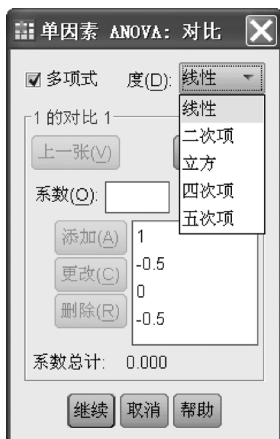 单因素 ANOVA: 对比
多项式 度(D): 线性
线性
二次项
立方
四次项
五次项
1 的对比 1
上一张(V)
系数(O):
添加(A)
更改(C)
删除(R)
1
-0.5
0
-0.5
系数总计: 0.000
继续 取消 帮助